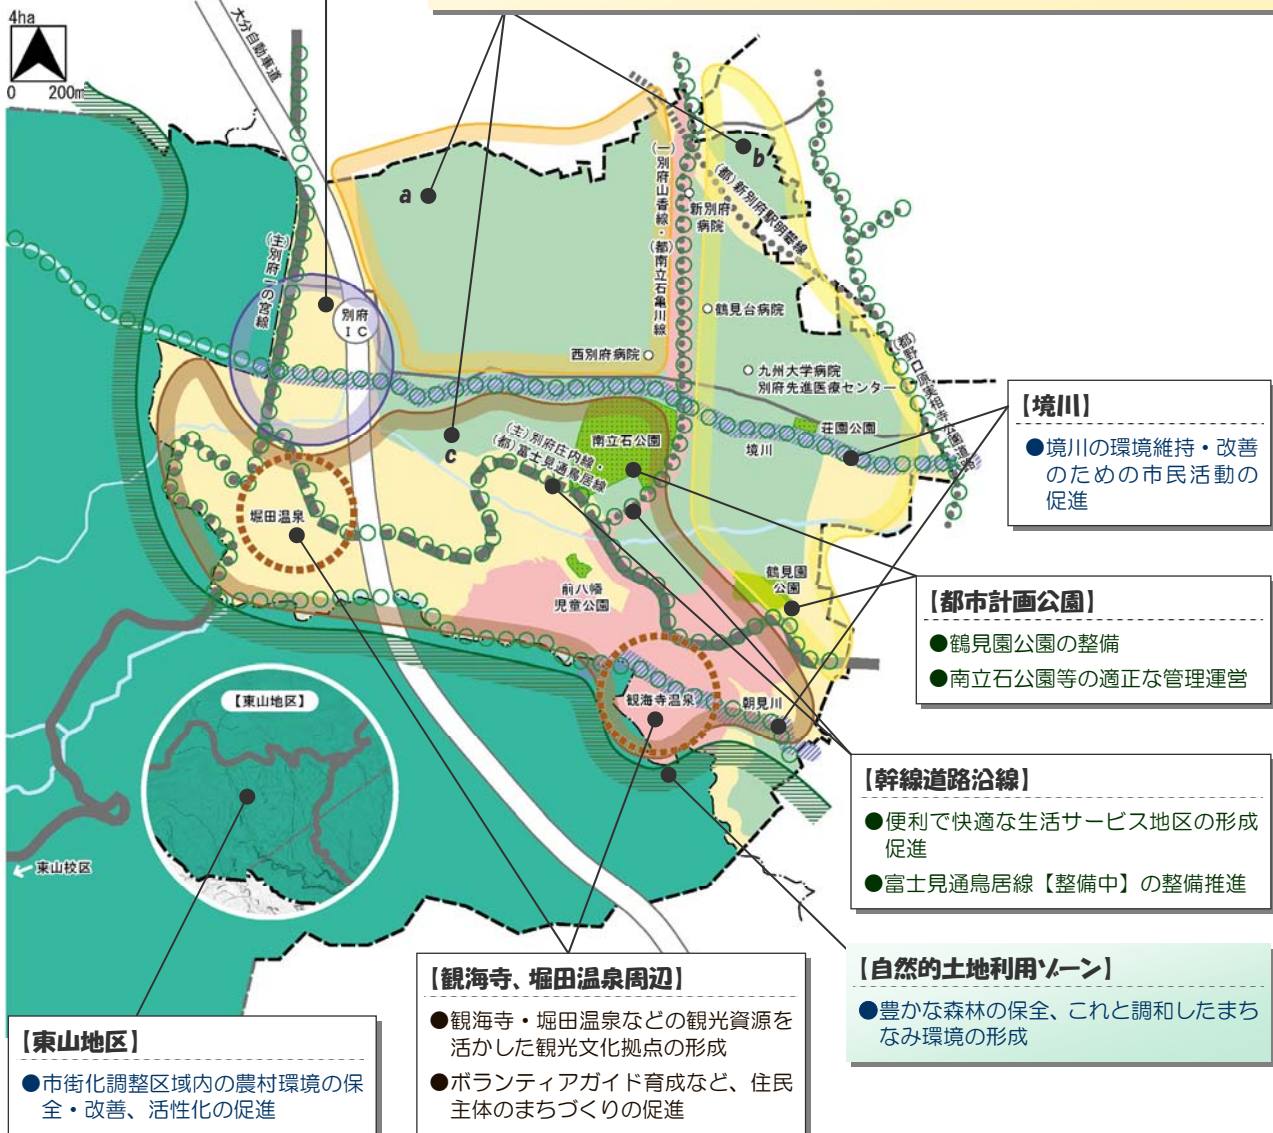 4ha
0 200m
大分自動車道
a
b
c
(一)別府山香線・(都)南立石亀川線
新別府
病院
(都)新別府駅明礬線
(主)別府一の宮線
別府
IC
鶴見台病院
西別府病院
九州大学病院
別府先進医療センター
(都)野口原実相寺公園道路
荘園公園
境川
南立石公園
(主)別府庄内線・
(都)富士見通鳥居線
堀田温泉
前八幡
児童公園
鶴見園
公園
観海寺温泉
朝見川
【東山地区】
東山校区
【境川】
●境川の環境維持・改善
のための市民活動の
促進
【都市計画公園】
●鶴見園公園の整備
●南立石公園等の適正な管理運営
【幹線道路沿線】
●便利で快適な生活サービス地区の形成
促進
●富士見通鳥居線【整備中】の整備推進
【自然的土地利用ゾーン】
●豊かな森林の保全、これと調和したまち
なみ環境の形成
【観海寺、堀田温泉周辺】
●観海寺・堀田温泉などの観光資源を
活かした観光文化拠点の形成
●ボランティアガイド育成など、住民
主体のまちづくりの促進
【東山地区】
●市街化調整区域内の農村環境の保
全・改善、活性化の促進